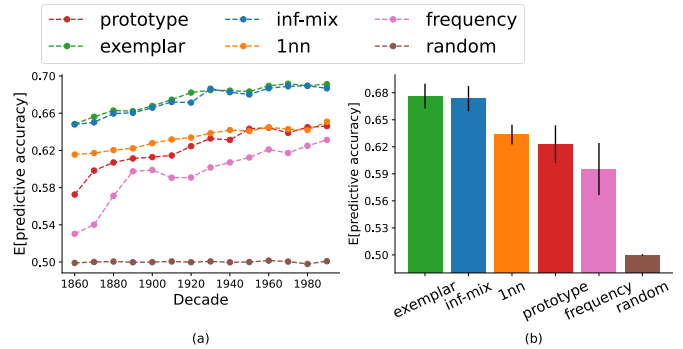 prototype inf-mix frequency
exemplar 1nn random
E[predictive accuracy]
0.70
0.66
0.62
0.58
0.54
0.50
1860 1880 1900 1920 1940 1960 1980
Decade
(a)
E[predictive accuracy]
0.68
0.65
0.62
0.59
0.56
0.53
0.50
exemplar inf-mix 1nn prototype frequency random
(b)